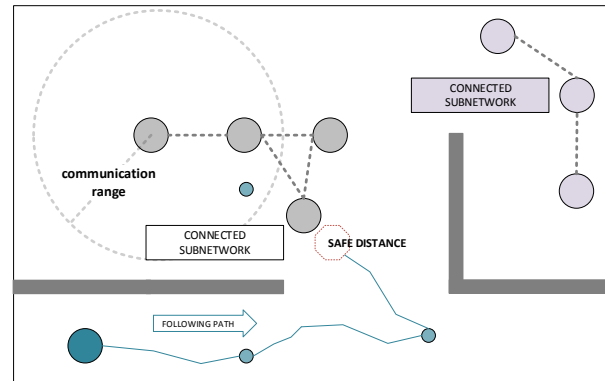 CONNECTED
SUBNETWORK
communication
range
CONNECTED
SUBNETWORK
SAFE DISTANCE
FOLLOWING PATH